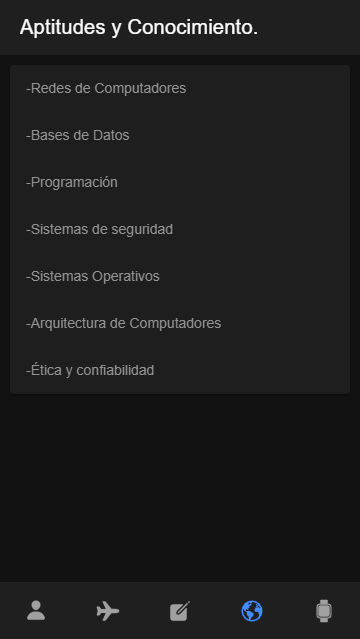 Aptitudes y Conocimiento.
-Redes de Computadores
-Bases de Datos
-Programación
-Sistemas de seguridad
-Sistemas Operativos
-Arquitectura de Computadores
-Ética y confiabilidad